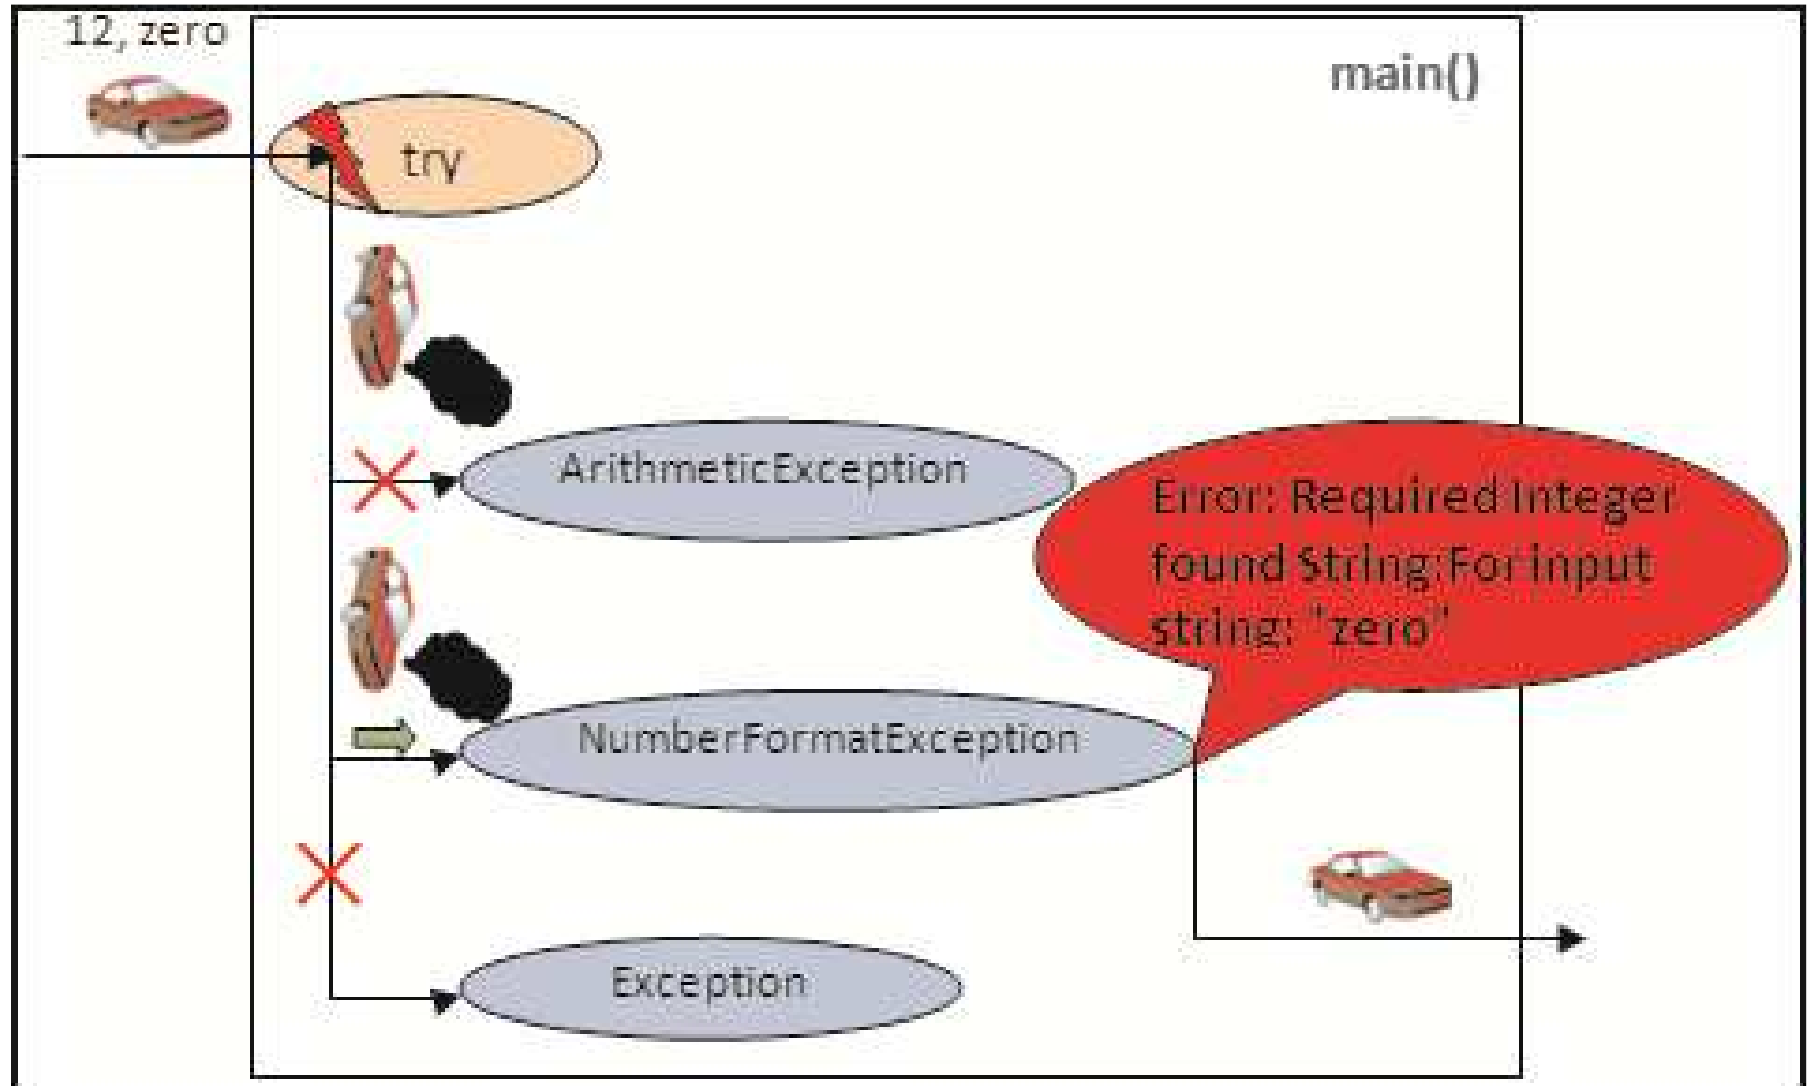 12, zero
main()
try
ArithmeticException
Error: Required Integer
found String:For input
string: "zero"
NumberFormatException
Exception